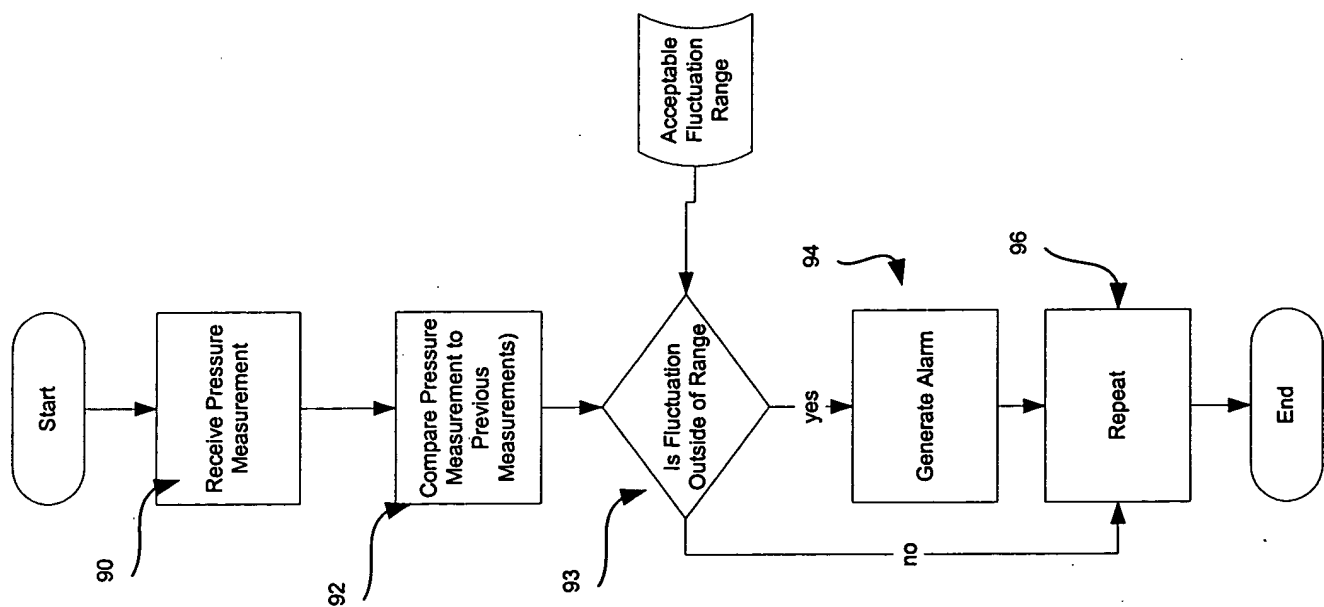 Start
90
Receive Pressure
Measurement
92
Compare Pressure
Measurement to
Previous
Measurements)
93
Is Fluctuation
Outside of Range
Acceptable
Fluctuation
Range
yes
no
94
Generate Alarm
96
Repeat
End